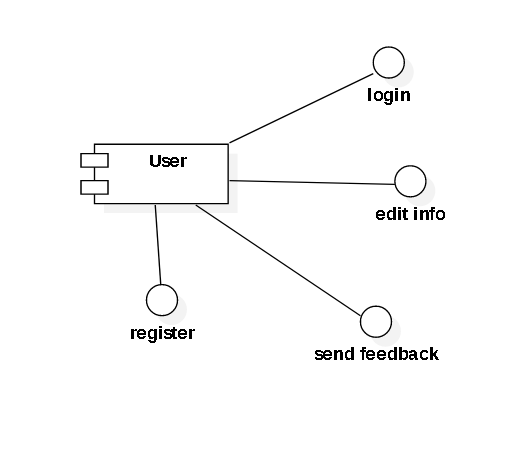 login
User
edit info
register
send feedback